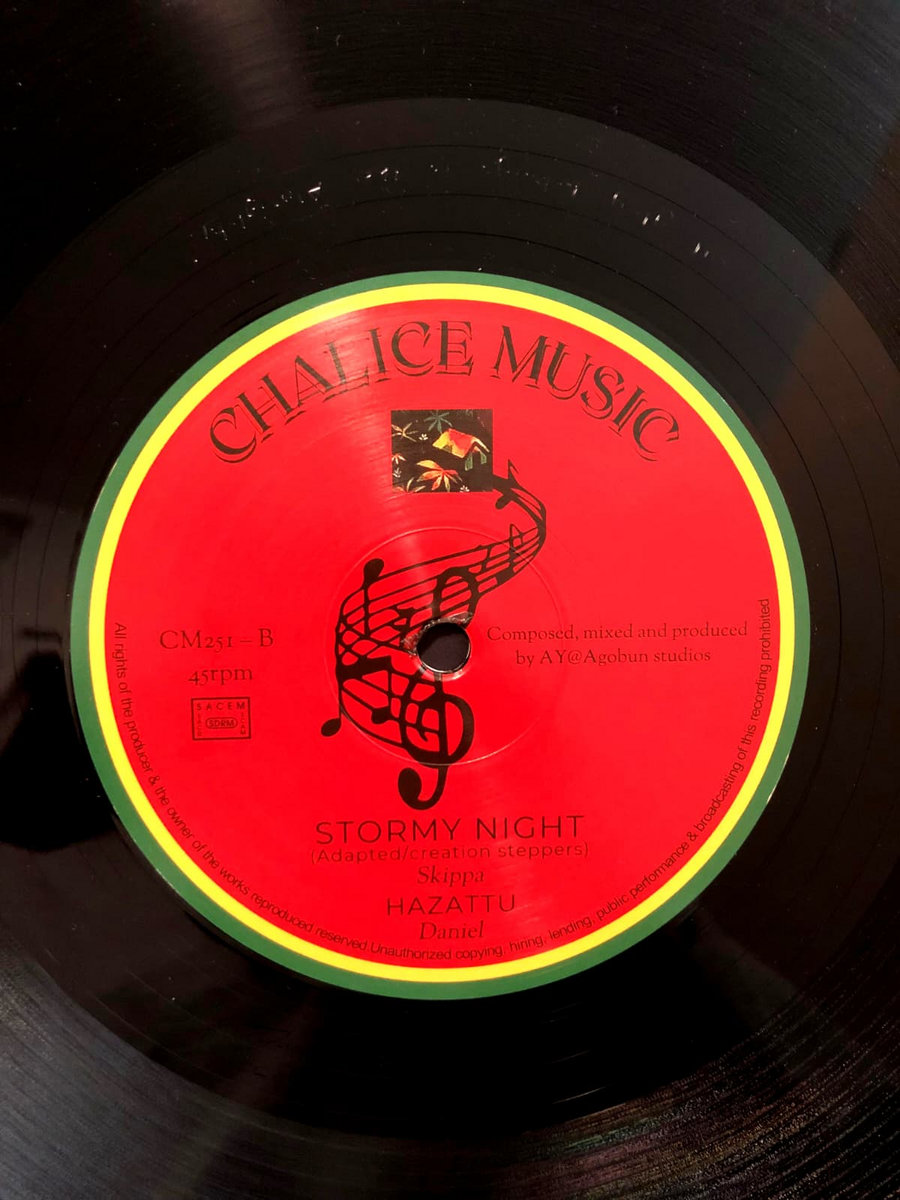 CHALICE MUSIC
CM251 – B
45rpm
SACEM
SDRM
Composed, mixed and produced
by AY@Agobun studios
STORMY NIGHT
(Adapted/creation steppers)
Skippa
HAZATTU
Daniel
All rights of the producer & the owner of the works reproduced reserved Unauthorized copying, hiring, lending, public performance & broadcasting of this recording prohibited